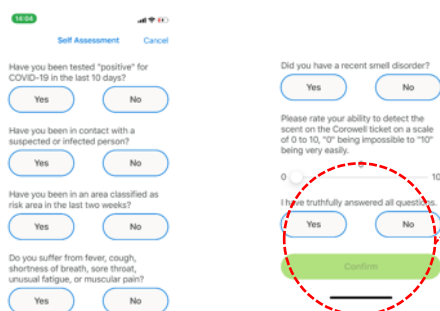 14:04
Self Assessment Cancel
Have you been tested "positive" for
COVID-19 in the last 10 days?
Yes No
Have you been in contact with a
suspected or infected person?
Yes No
Have you been in an area classified as
risk area in the last two weeks?
Yes No
Do you suffer from fever, cough,
shortness of breath, sore throat,
unusual fatigue, or muscular pain?
Yes No
Did you have a recent smell disorder?
Yes No
Please rate your ability to detect the
scent on the Corowell ticket on a scale
of 0 to 10, "0" being impossible to "10"
being very easily.
0 10
I have truthfully answered all questions.
Yes No
Confirm